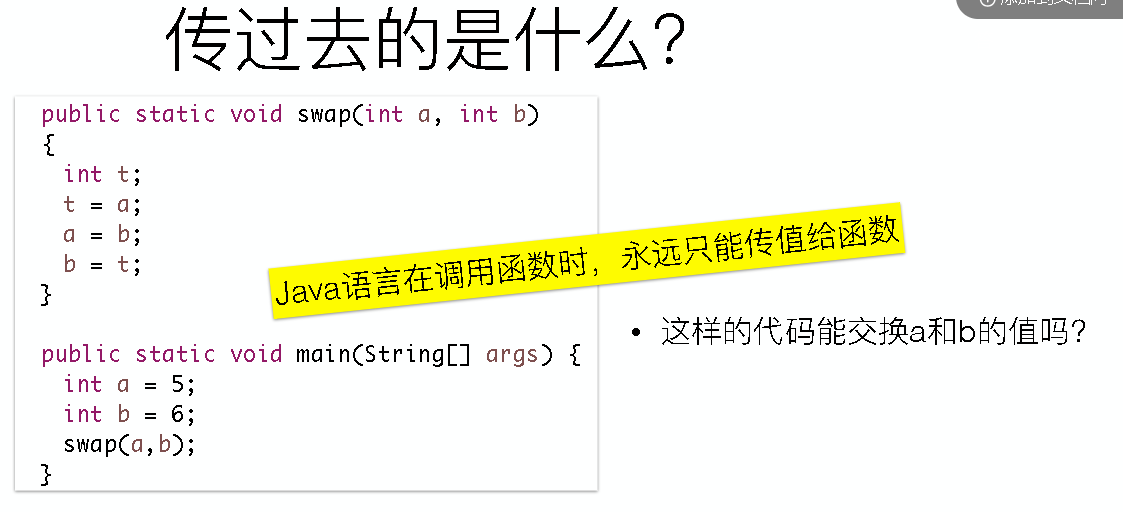 传过去的是什么?
public static void swap(int a, int b)
{
int t;
t = a;
a = b;
b = t;
}
Java语言在调用函数时，永远只能传值给函数
• 这样的代码能交换a和b的值吗?
public static void main(String[] args) {
int a = 5;
int b = 6;
swap(a,b);
}